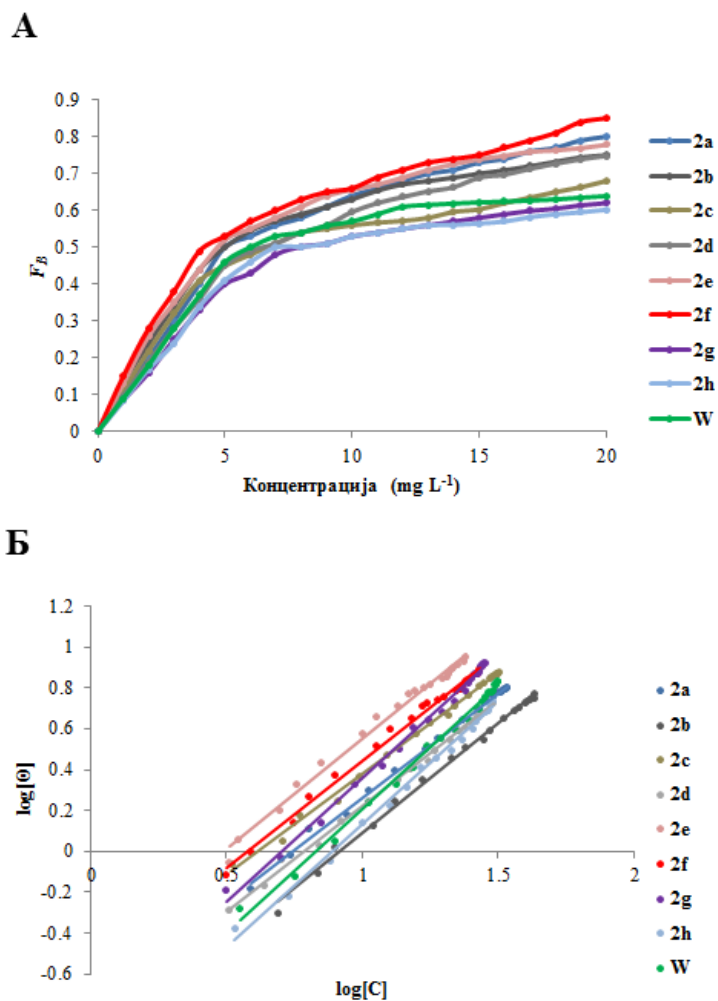 А
0.9
0.8
0.7
0.6
0.5
0.4
0.3
0.2
0.1
0
F_B
0 5 10 15 20
Концентрација (mg L⁻¹)
2a
2b
2c
2d
2e
2f
2g
2h
W
Б
1.2
1
0.8
0.6
0.4
0.2
0
-0.2
-0.4
-0.6
log[Θ]
0 0.5 1 1.5 2
log[C]
2a
2b
2c
2d
2e
2f
2g
2h
W